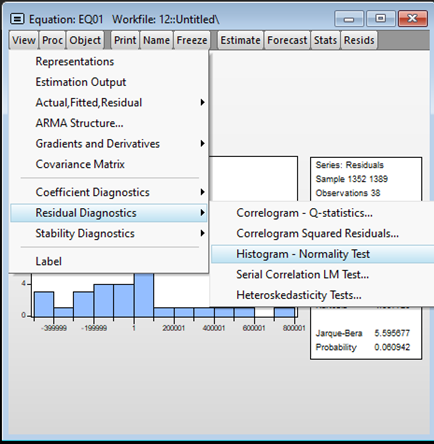 Equation: EQ01 Workfile: 12::Untitled\
View Proc Object Print Name Freeze Estimate Forecast Stats Resids
Representations
Estimation Output
Actual,Fitted,Residual
ARMA Structure...
Gradients and Derivatives
Covariance Matrix
Coefficient Diagnostics
Residual Diagnostics
Stability Diagnostics
Label
Correlogram - Q-statistics...
Correlogram Squared Residuals...
Histogram - Normality Test
Serial Correlation LM Test...
Heteroskedasticity Tests...
Series: Residuals
Sample 1352 1389
Observations 38
Jarque-Bera 5.595677
Probability 0.060942
4
0
-399999 -199999 1 200001 400001 600001 800001